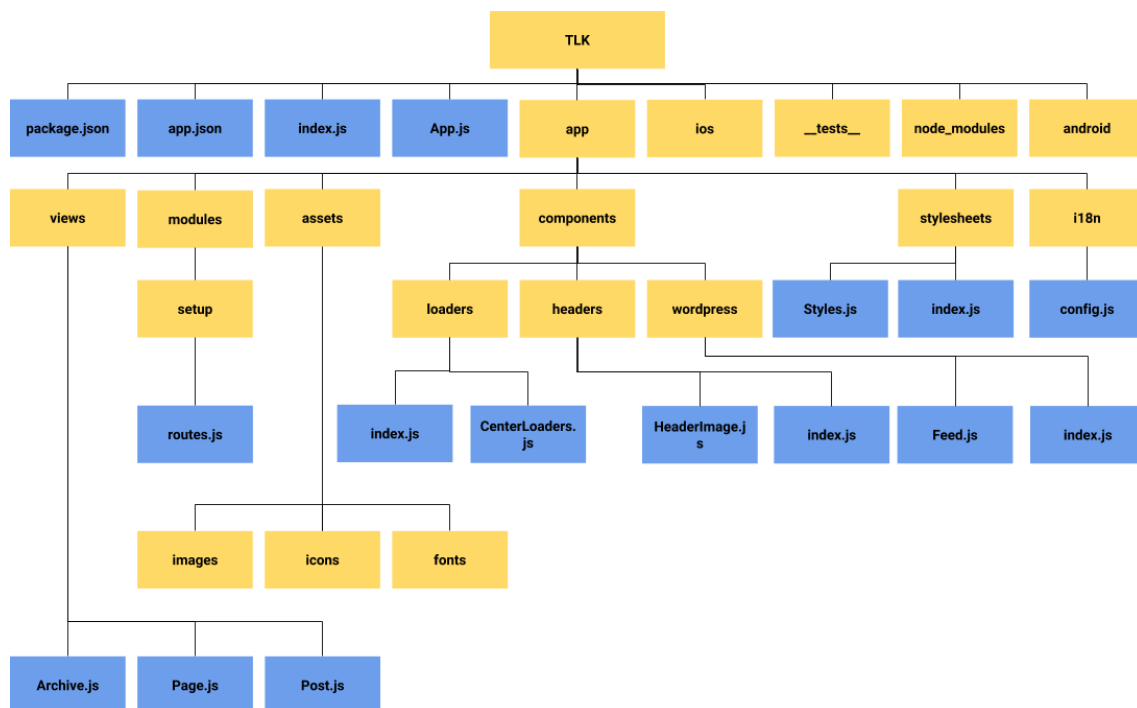 TLK
package.json
app.json
index.js
App.js
app
ios
__tests__
node_modules
android
views
modules
assets
components
stylesheets
i18n
setup
loaders
headers
wordpress
Styles.js
index.js
config.js
routes.js
index.js
CenterLoaders.
js
HeaderImage.j
s
index.js
Feed.js
index.js
images
icons
fonts
Archive.js
Page.js
Post.js